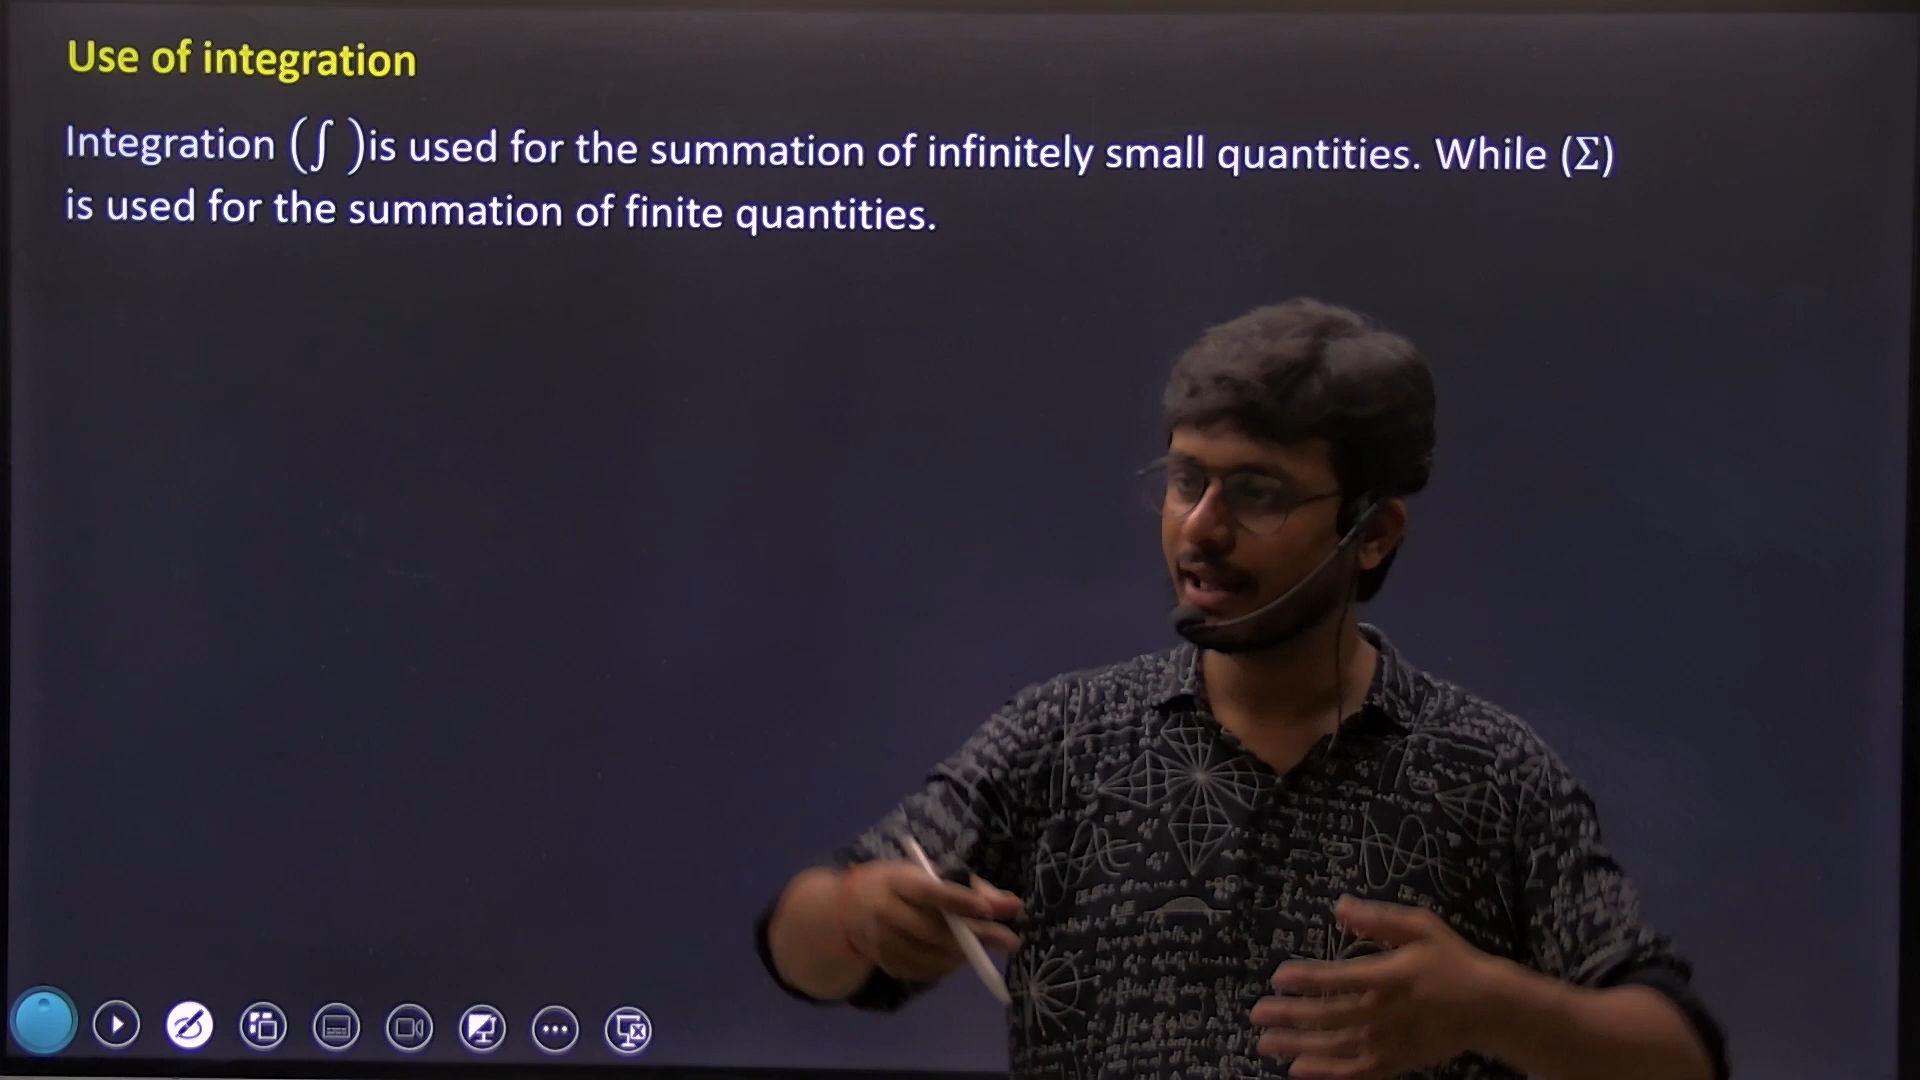 Use of integration
Integration (∫ )is used for the summation of infinitely small quantities. While (Σ)
is used for the summation of finite quantities.